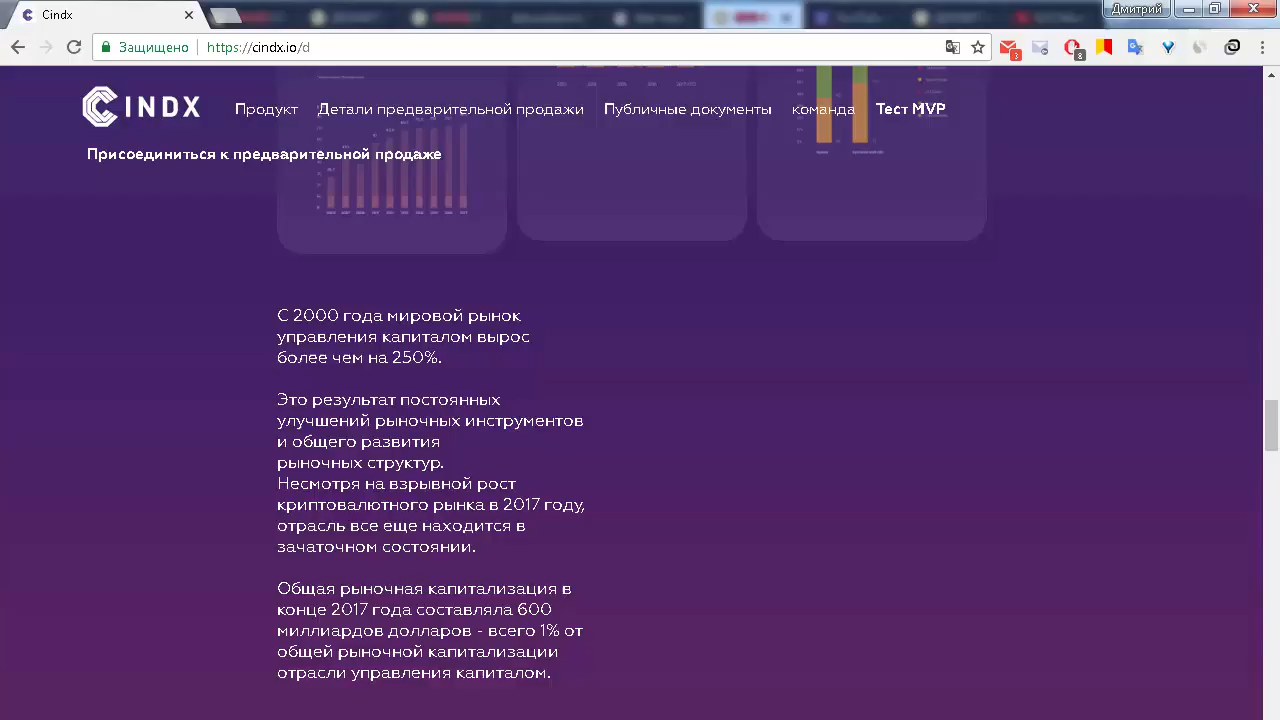 Cindx
Дмитрий
Защищено
https://cindx.io/d
CINDX
Продукт
Детали предварительной продажи
Публичные документы
команда
Тест MVP
Присоединиться к предварительной продаже
С 2000 года мировой рынок
управления капиталом вырос
более чем на 250%.
Это результат постоянных
улучшений рыночных инструментов
и общего развития
рыночных структур.
Несмотря на взрывной рост
криптовалютного рынка в 2017 году,
отрасль все еще находится в
зачаточном состоянии.
Общая рыночная капитализация в
конце 2017 года составляла 600
миллиардов долларов - всего 1% от
общей рыночной капитализации
отрасли управления капиталом.